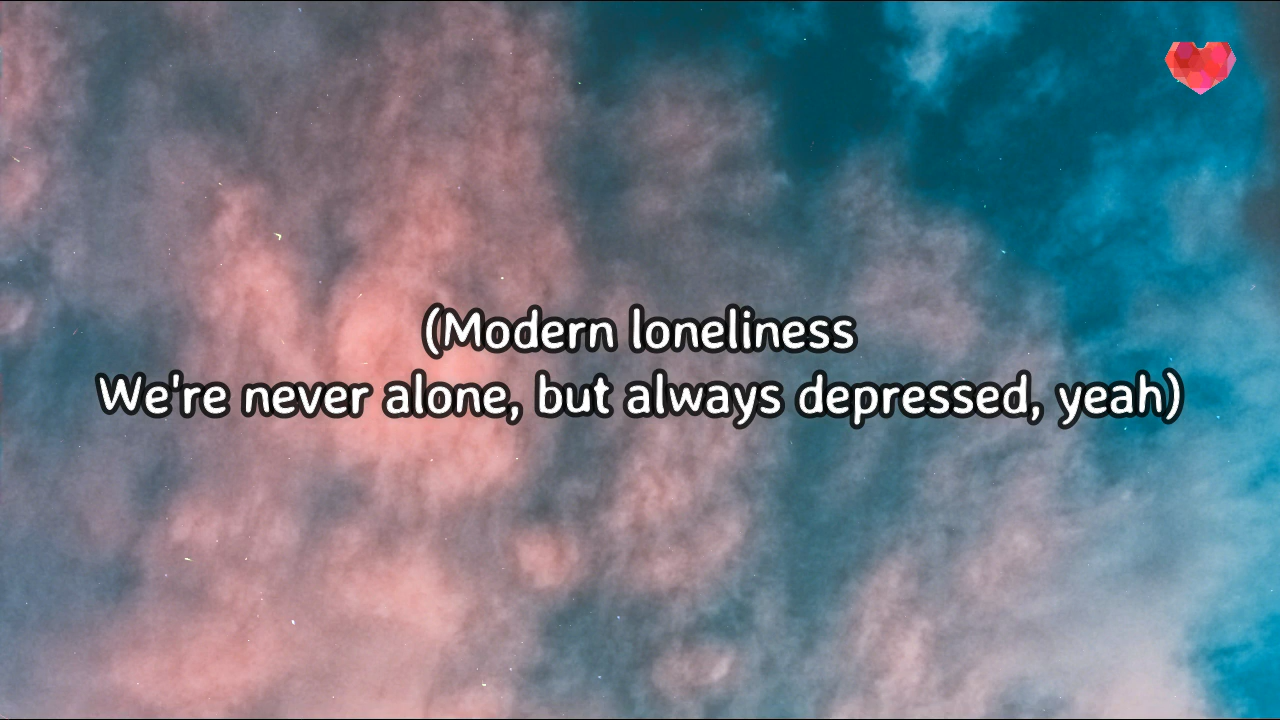 (Modern loneliness
We're never alone, but always depressed, yeah)